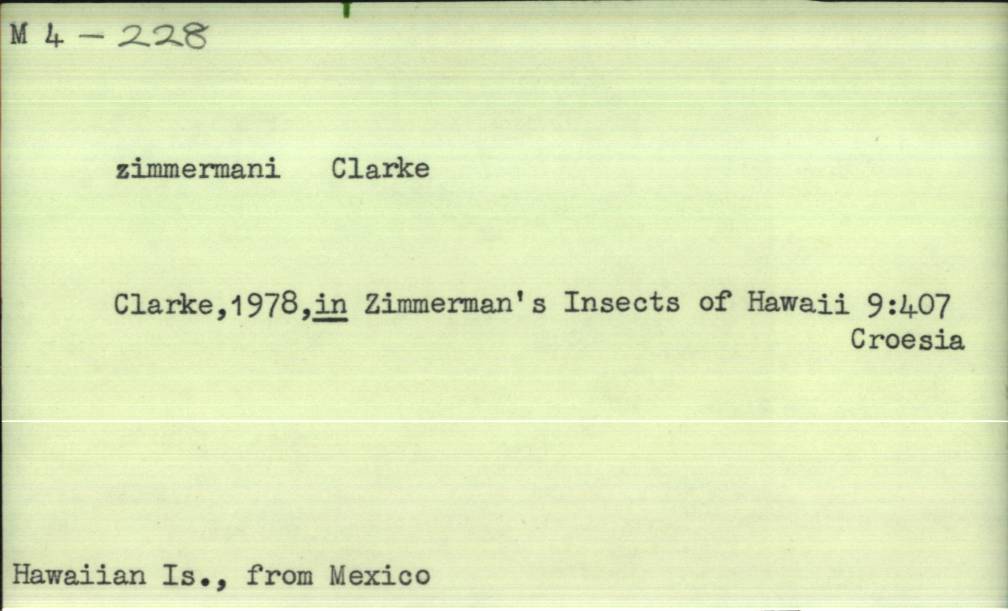 M 4 – 228
zimmermani Clarke
Clarke,1978,in Zimmerman's Insects of Hawaii 9:407
Croesia
Hawaiian Is., from Mexico